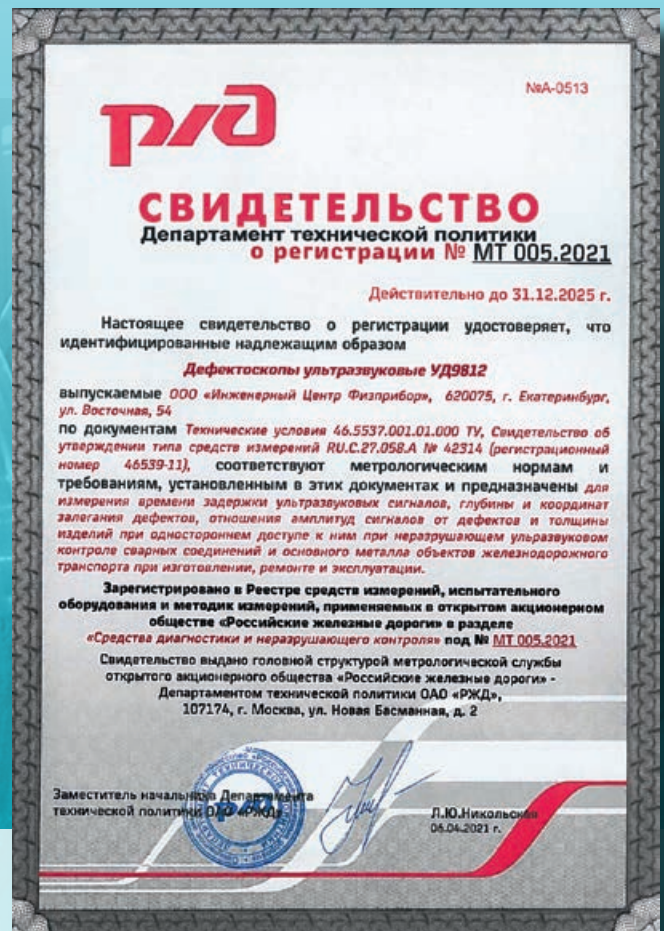 №А-0513
ржд
СВИДЕТЕЛЬСТВО
Департамент технической политики
о регистрации № МТ 005.2021
Действительно до 31.12.2025 г.
Настоящее свидетельство о регистрации удостоверяет, что
идентифицированные надлежащим образом
Дефектоскопы ультразвуковые УД9812
выпускаемые ООО «Инженерный Центр Физприбор», 620075, г. Екатеринбург,
ул. Восточная, 54
по документам Технические условия 46.5537.001.01.000 ТУ, Свидетельство об
утверждении типа средств измерений RU.C.27.058.A № 42314 (регистрационный
номер 46539-11), соответствуют метрологическим нормам и
требованиям, установленным в этих документах и предназначены для
измерения времени задержки ультразвуковых сигналов, глубины и координат
залегания дефектов, отношения амплитуд сигналов от дефектов и толщины
изделий при одностороннем доступе к ним при неразрушающем ульразвуковом
контроле сварных соединений и основного металла объектов железнодорожного
транспорта при изготовлении, ремонте и эксплуатации.
Зарегистрировано в Реестре средств измерений, испытательного
оборудования и методик измерений, применяемых в открытом акционерном
обществе «Российские железные дороги» в разделе
«Средства диагностики и неразрушающего контроля» под № МТ 005.2021
Свидетельство выдано головной структурой метрологической службы
открытого акционерного общества «Российские железные дороги» -
Департаментом технической политики ОАО «РЖД»,
107174, г. Москва, ул. Новая Басманная, д. 2
Заместитель начальника Департамента
технической политики ОАО «РЖД»
Л.Ю.Никольская
06.04.2021 г.